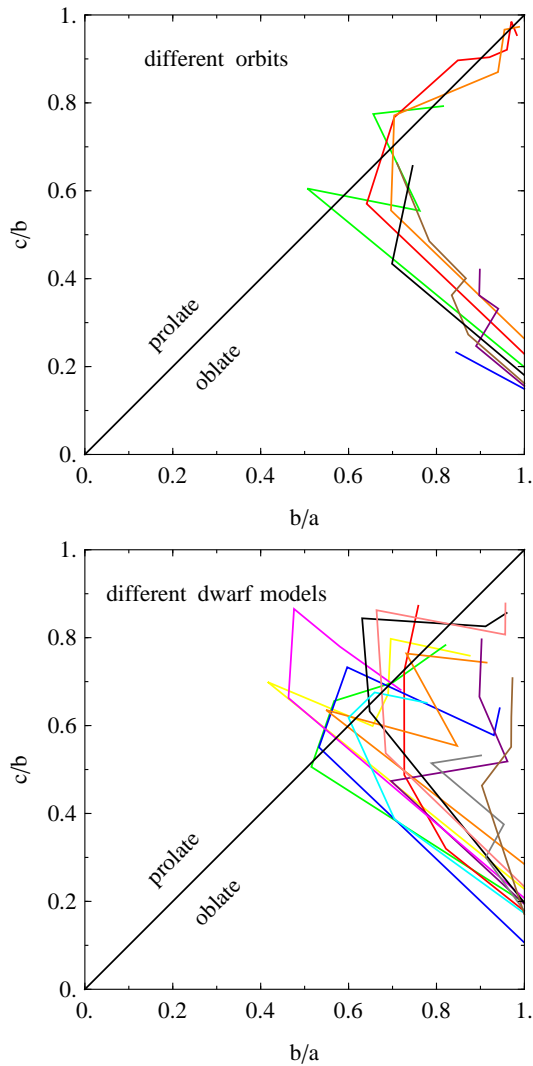 different orbits
1.
0.8
0.6
0.4
0.2
0.
c/b
prolate
oblate
0. 0.2 0.4 0.6 0.8 1.
b/a
different dwarf models
1.
0.8
0.6
0.4
0.2
0.
c/b
prolate
oblate
0. 0.2 0.4 0.6 0.8 1.
b/a